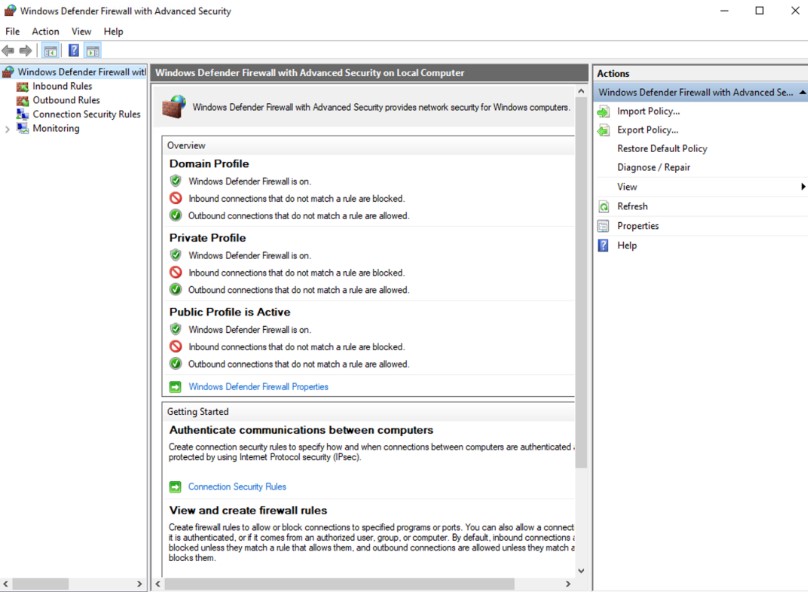 Windows Defender Firewall with Advanced Security
File Action View Help
Windows Defender Firewall wit
Inbound Rules
Outbound Rules
Connection Security Rules
Monitoring
Windows Defender Firewall with Advanced Security on Local Computer
Windows Defender Firewall with Advanced Security provides network security for Windows computers.
Overview
Domain Profile
Windows Defender Firewall is on.
Inbound connections that do not match a rule are blocked.
Outbound connections that do not match a rule are allowed.
Private Profile
Windows Defender Firewall is on.
Inbound connections that do not match a rule are blocked.
Outbound connections that do not match a rule are allowed.
Public Profile is Active
Windows Defender Firewall is on.
Inbound connections that do not match a rule are blocked.
Outbound connections that do not match a rule are allowed.
Windows Defender Firewall Properties
Getting Started
Authenticate communications between computers
Create connection security rules to specify how and when connections between computers are authenticated
protected by using Internet Protocol security (IPsec).
Connection Security Rules
View and create firewall rules
Create firewall rules to allow or block connections to specified programs or ports. You can also allow a connect
it is authenticated, or if it comes from an authorized user, group, or computer. By default, inbound connections
blocked unless they match a rule that allows them, and outbound connections are allowed unless they match a
blocks them.
Actions
Windows Defender Firewall with Advanced Se...
Import Policy...
Export Policy...
Restore Default Policy
Diagnose / Repair
View
Refresh
Properties
Help